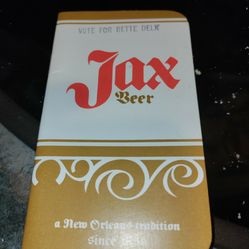 VOTE FOR BETTE DELK
Jax
Beer
a New Orleans tradition
since